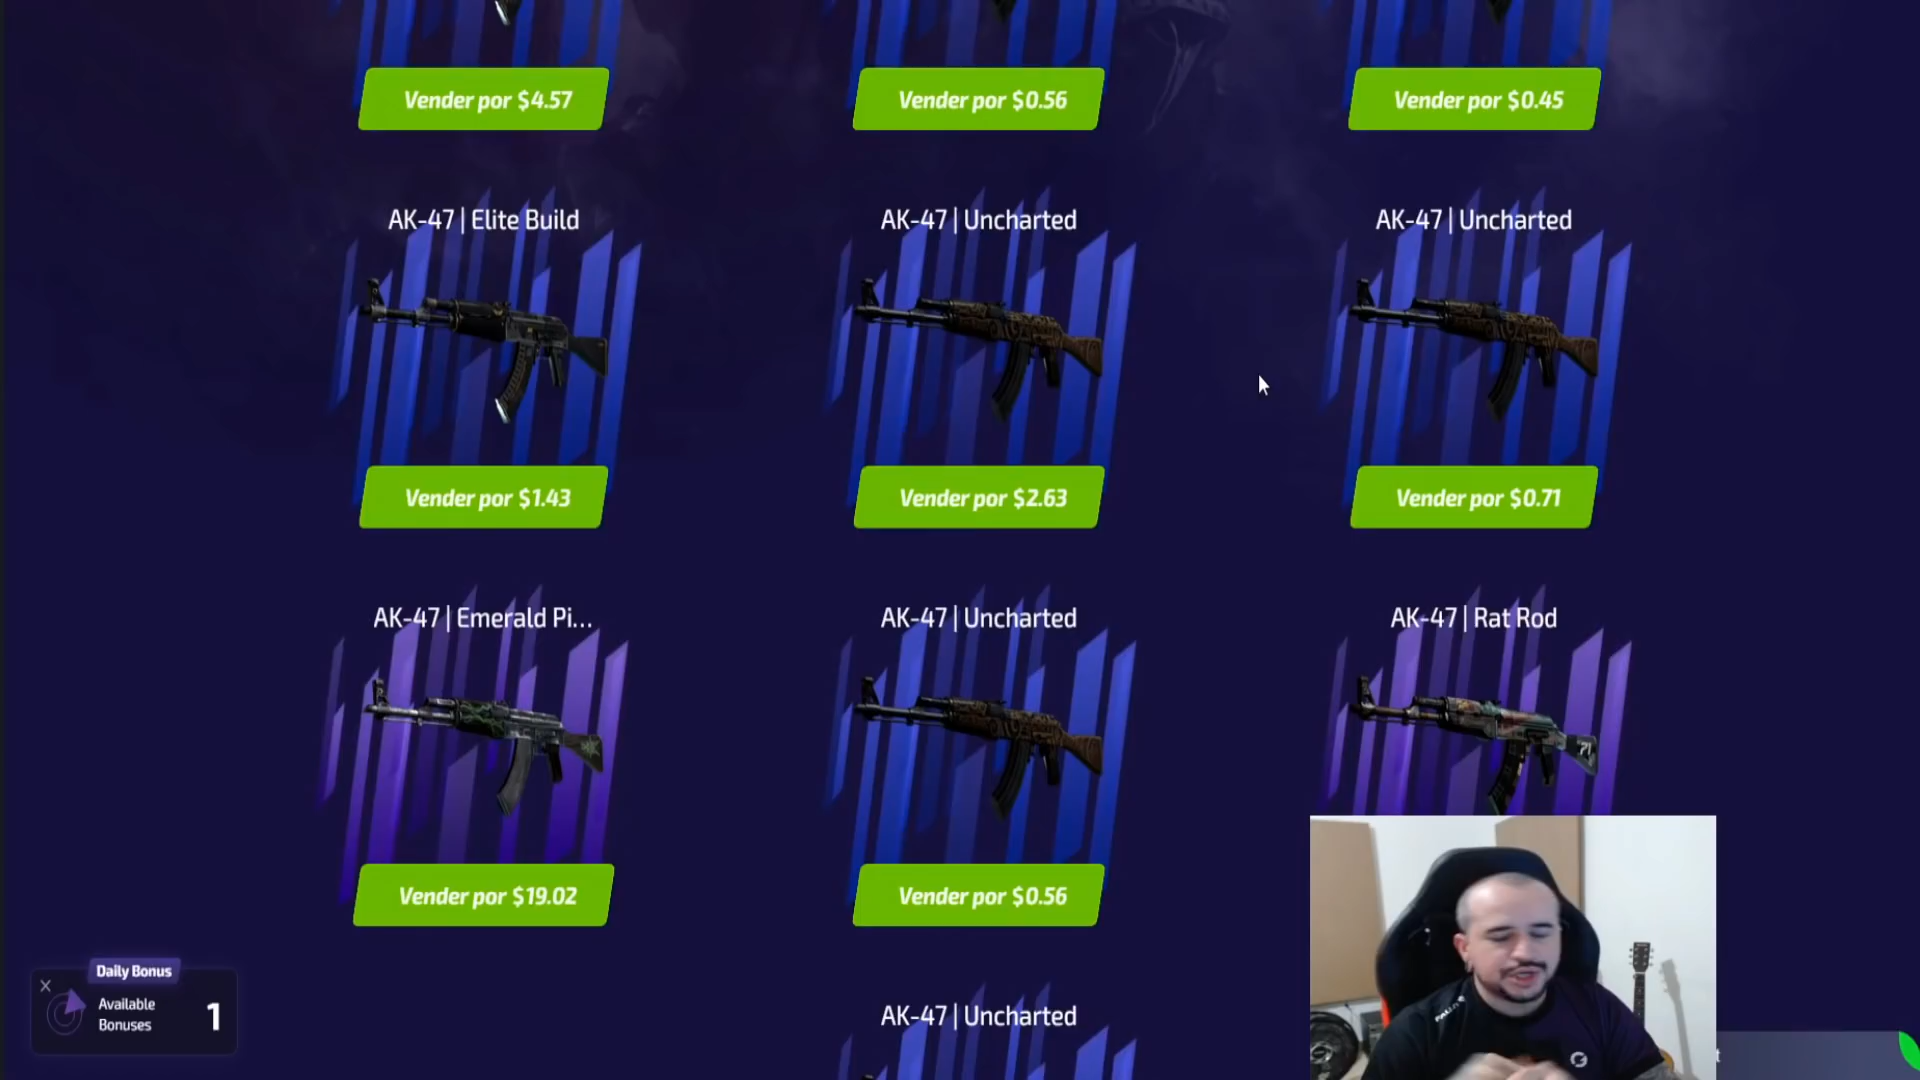 Vender por $4.57
Vender por $0.56
Vender por $0.45
AK-47 | Elite Build
AK-47 | Uncharted
AK-47 | Uncharted
Vender por $1.43
Vender por $2.63
Vender por $0.71
AK-47 | Emerald Pi...
AK-47 | Uncharted
AK-47 | Rat Rod
71
Vender por $19.02
Vender por $0.56
Daily Bonus
Available
Bonuses
1
AK-47 | Uncharted